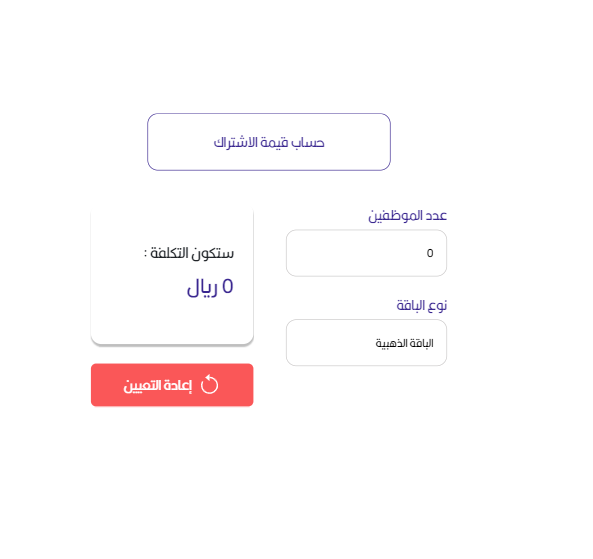 حساب قيمة الاشتراك
عدد الموظفين
0
نوع الباقة
الباقة الذهبية
ستكون التكلفة :
0 ريال
إعادة التعيين